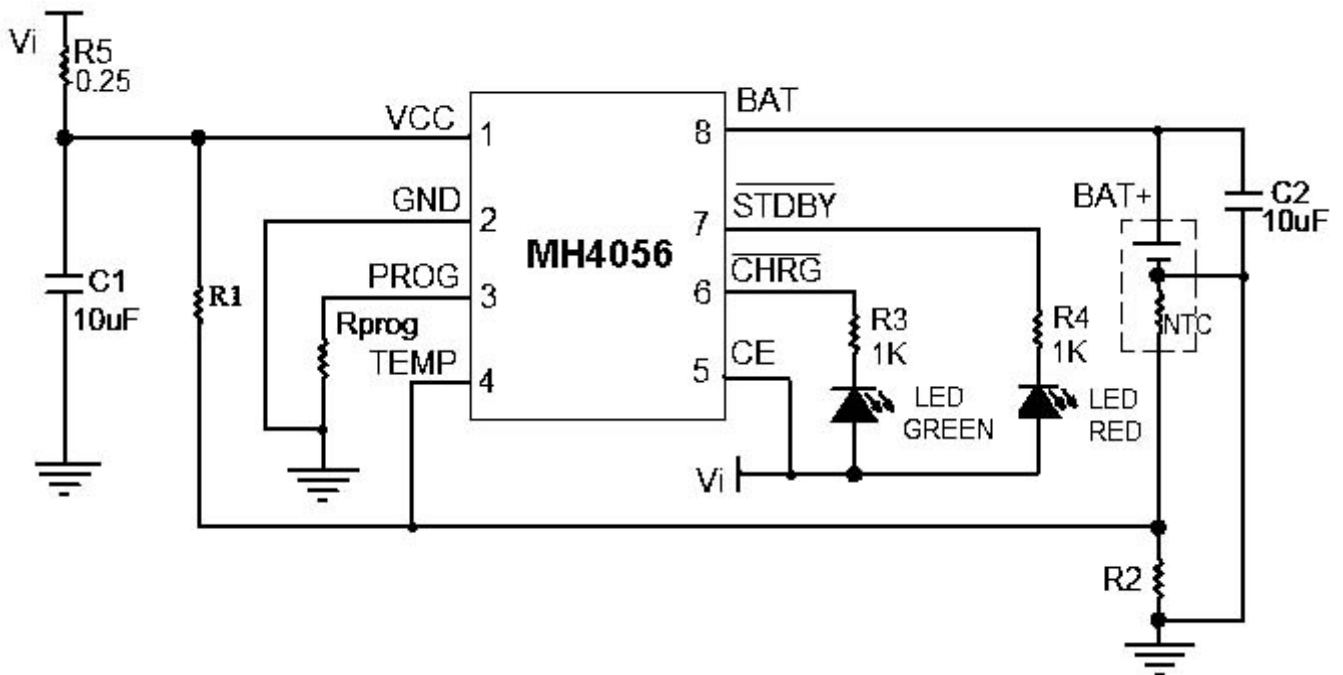 Vi
R5
0.25
VCC
1
GND
2
PROG
3
TEMP
4
MH4056
BAT
8
STDBY
7
CHRG
6
CE
5
C1
10uF
R1
Rprog
R3
1K
R4
1K
LED
GREEN
LED
RED
Vi
BAT+
NTC
C2
10uF
R2